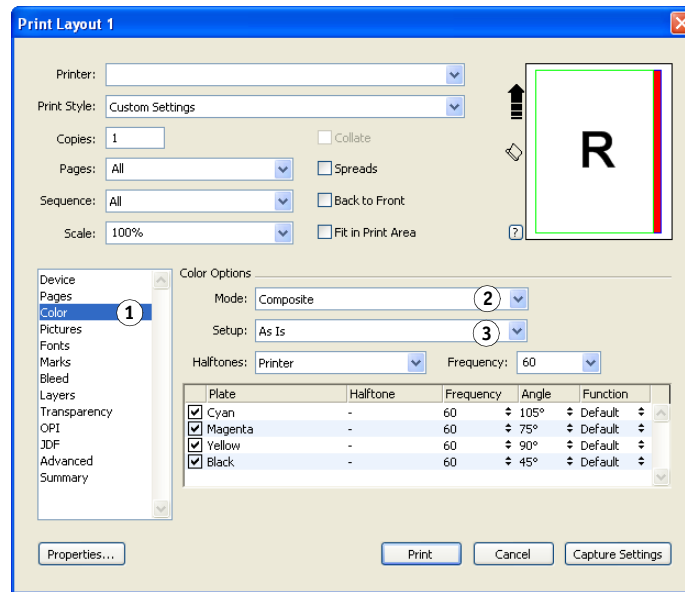 Print Layout 1
Printer:
Print Style: Custom Settings
Copies: 1 Collate
Pages: All Spreads
Sequence: All Back to Front
Scale: 100% Fit in Print Area ?
R
Device
Pages
Color 1
Pictures
Fonts
Marks
Bleed
Layers
Transparency
OPI
JDF
Advanced
Summary
Color Options
Mode: Composite 2
Setup: As Is 3
Halftones: Printer Frequency: 60
Plate Halftone Frequency Angle Function
Cyan - 60 105° Default
Magenta - 60 75° Default
Yellow - 60 90° Default
Black - 60 45° Default
Properties... Print Cancel Capture Settings